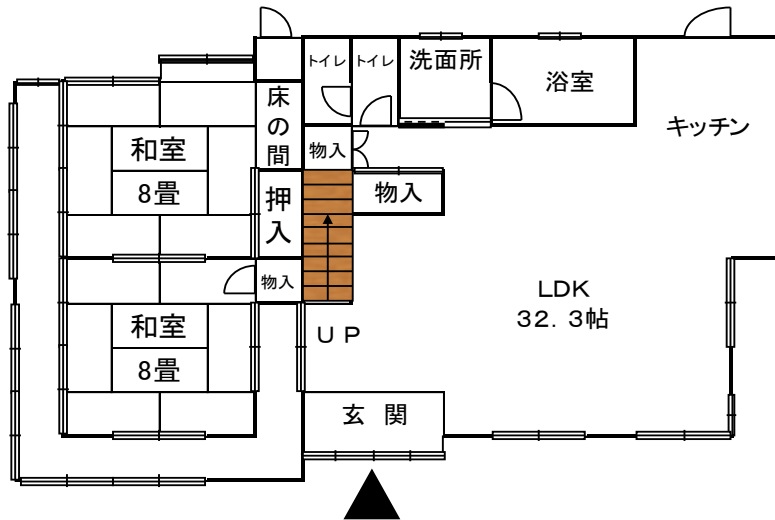 トイレ
トイレ
洗面所
浴室
キッチン
床の間
物入
和室
8畳
押入
物入
物入
LDK
32.3帖
和室
8畳
UP
玄関